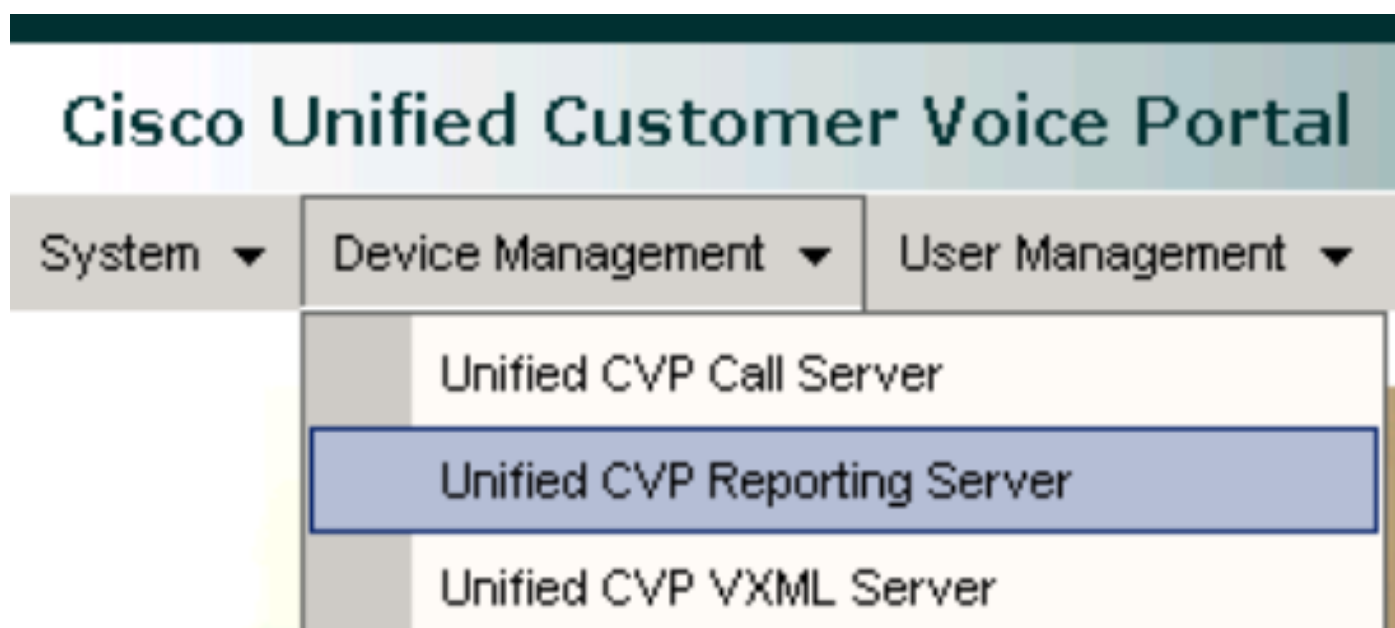 Cisco Unified Customer Voice Portal
System Device Management User Management
Unified CVP Call Server
Unified CVP Reporting Server
Unified CVP VXML Server